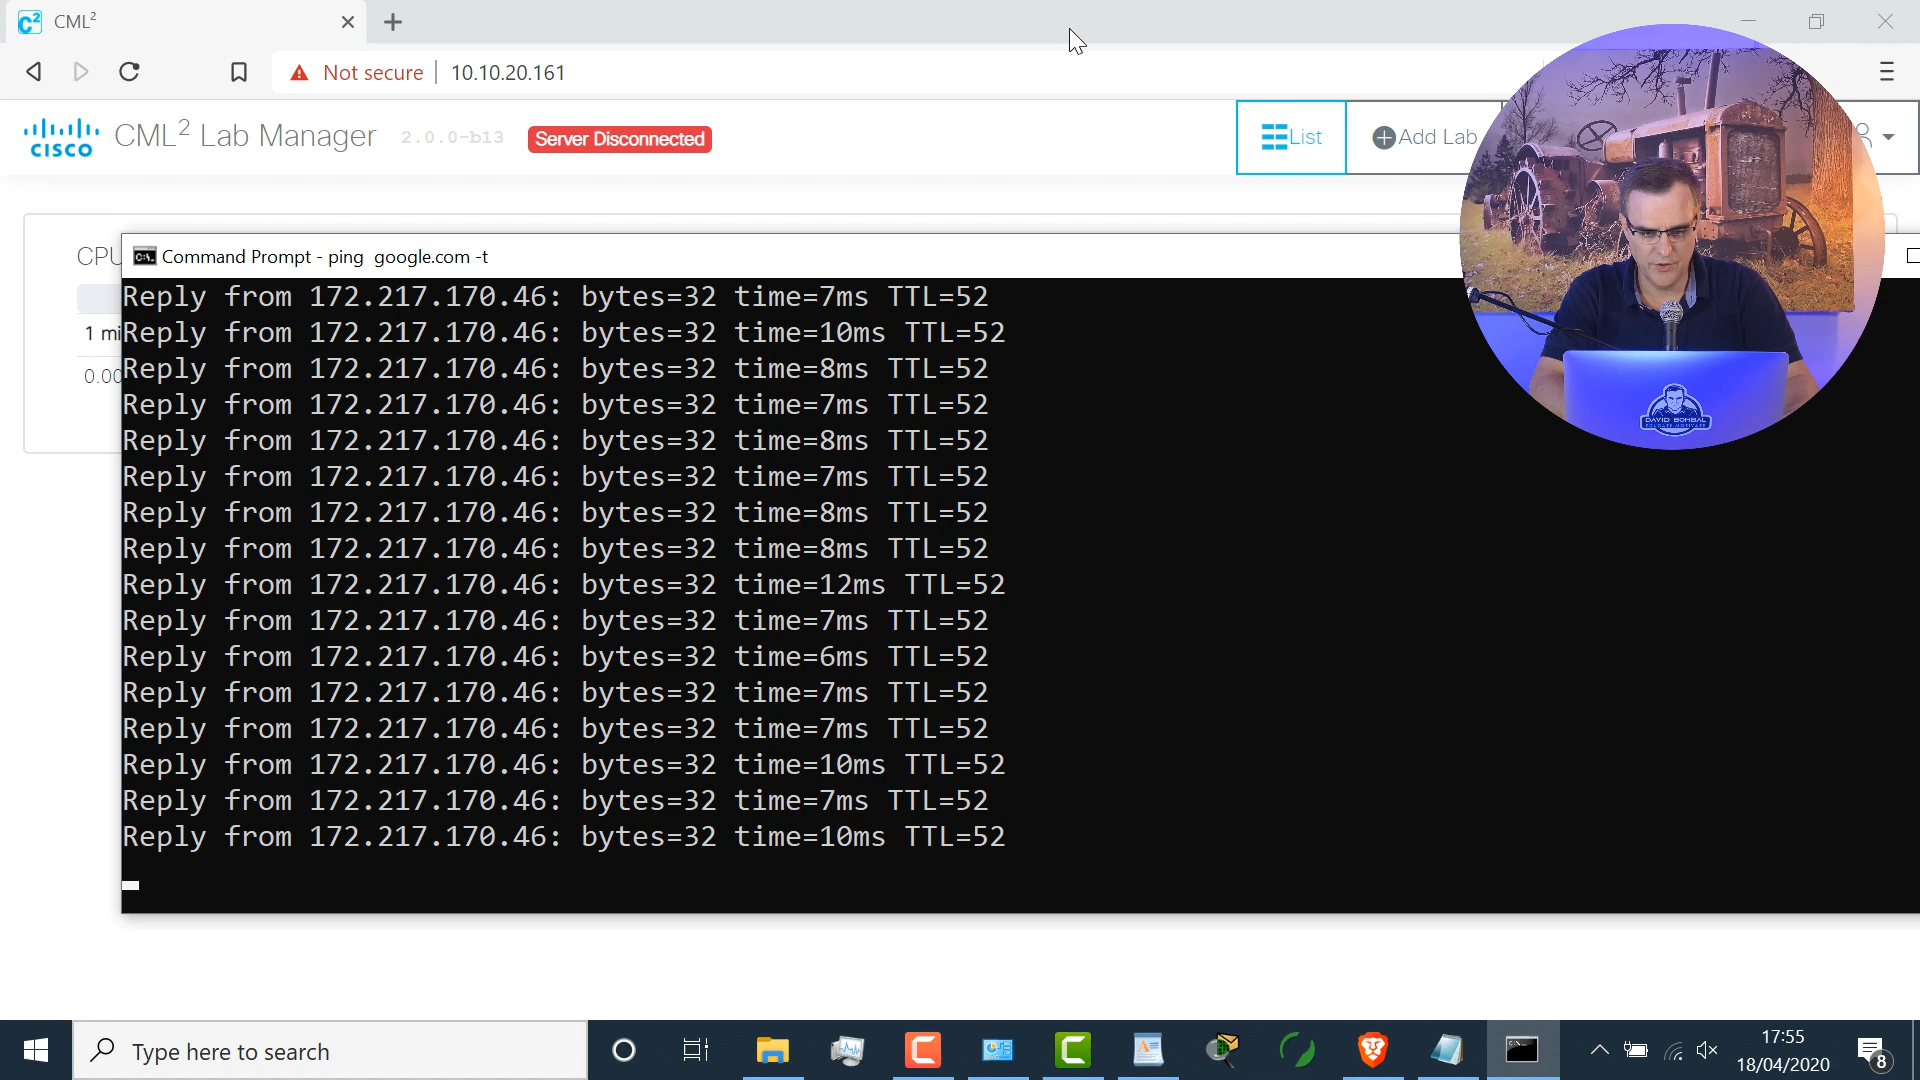 CML²
Not secure
10.10.20.161
CISCO
CML² Lab Manager
2.0.0-b13
Server Disconnected
List
Add Lab
CPU
1 mi
0.00
Command Prompt - ping  google.com -t
Reply from 172.217.170.46: bytes=32 time=7ms TTL=52
Reply from 172.217.170.46: bytes=32 time=10ms TTL=52
Reply from 172.217.170.46: bytes=32 time=8ms TTL=52
Reply from 172.217.170.46: bytes=32 time=7ms TTL=52
Reply from 172.217.170.46: bytes=32 time=8ms TTL=52
Reply from 172.217.170.46: bytes=32 time=7ms TTL=52
Reply from 172.217.170.46: bytes=32 time=8ms TTL=52
Reply from 172.217.170.46: bytes=32 time=8ms TTL=52
Reply from 172.217.170.46: bytes=32 time=12ms TTL=52
Reply from 172.217.170.46: bytes=32 time=7ms TTL=52
Reply from 172.217.170.46: bytes=32 time=6ms TTL=52
Reply from 172.217.170.46: bytes=32 time=7ms TTL=52
Reply from 172.217.170.46: bytes=32 time=7ms TTL=52
Reply from 172.217.170.46: bytes=32 time=10ms TTL=52
Reply from 172.217.170.46: bytes=32 time=7ms TTL=52
Reply from 172.217.170.46: bytes=32 time=10ms TTL=52
DAVID BOMBAL
Type here to search
17:55
18/04/2020
8